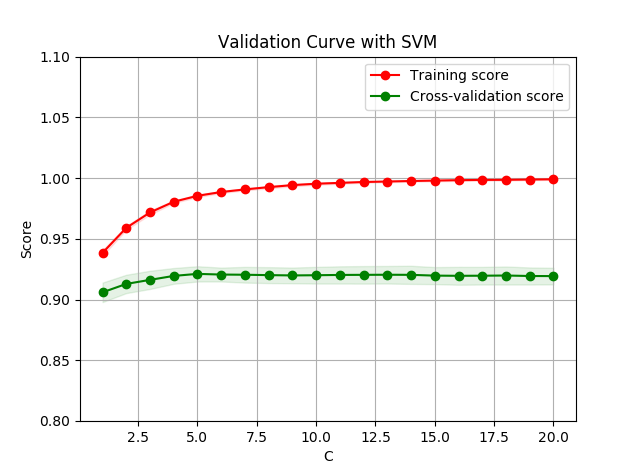 Validation Curve with SVM
1.10
1.05
1.00
0.95
0.90
0.85
0.80
Score
Training score
Cross-validation score
2.5 5.0 7.5 10.0 12.5 15.0 17.5 20.0
C